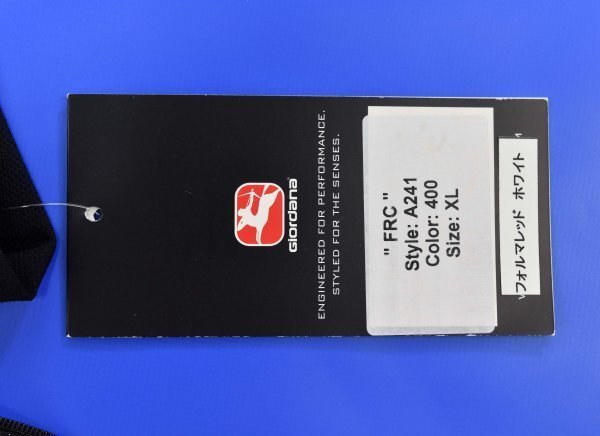 GIORDANA
ENGINEERED FOR PERFORMANCE.
STYLED FOR THE SENSES.
" FRC "
Style: A241
Color: 400
Size: XL
フォルマレッド ホワイト